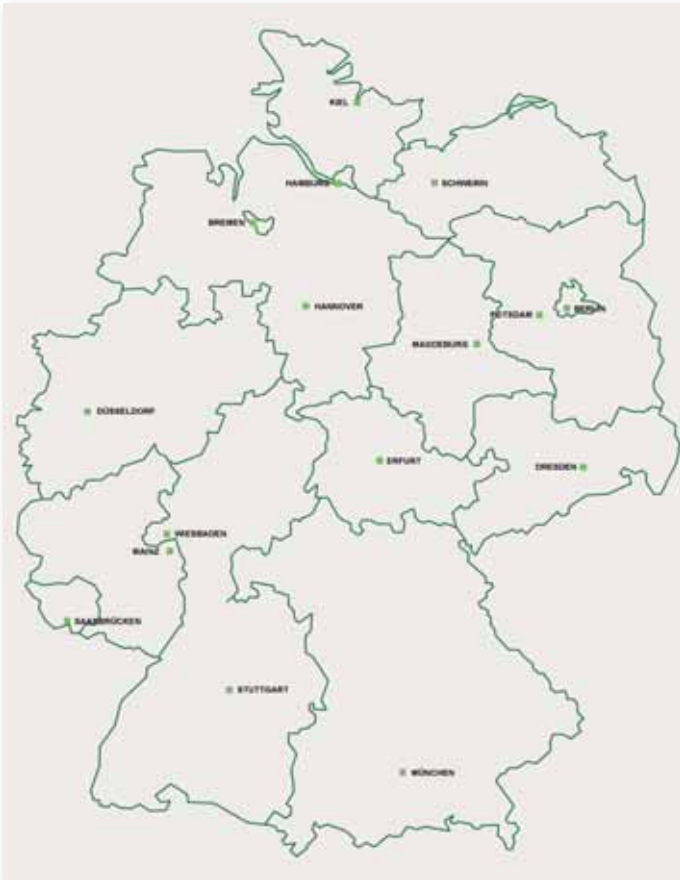 KIEL
HAMBURG
SCHWERIN
BREMEN
HANNOVER
BERLIN
POTSDAM
MAGDEBURG
DÜSSELDORF
ERFURT
DRESDEN
WIESBADEN
MAINZ
SAARBRÜCKEN
STUTTGART
MÜNCHEN